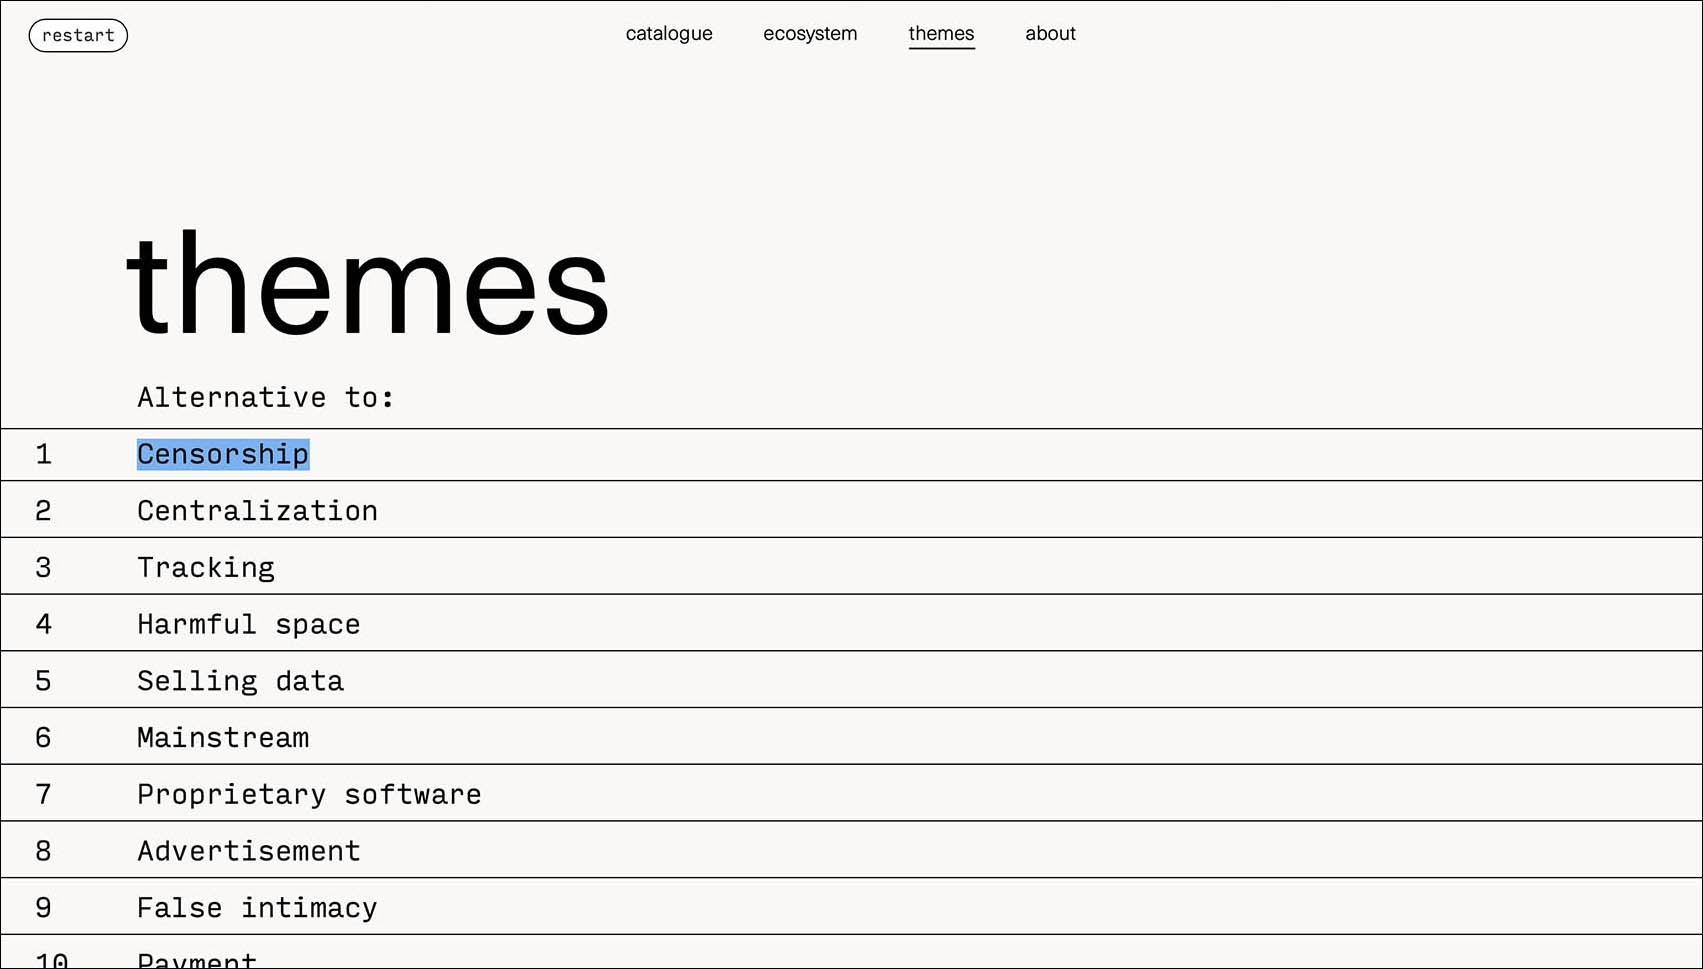 restart catalogue ecosystem themes about
themes
Alternative to:
1 Censorship
2 Centralization
3 Tracking
4 Harmful space
5 Selling data
6 Mainstream
7 Proprietary software
8 Advertisement
9 False intimacy
10 Payment